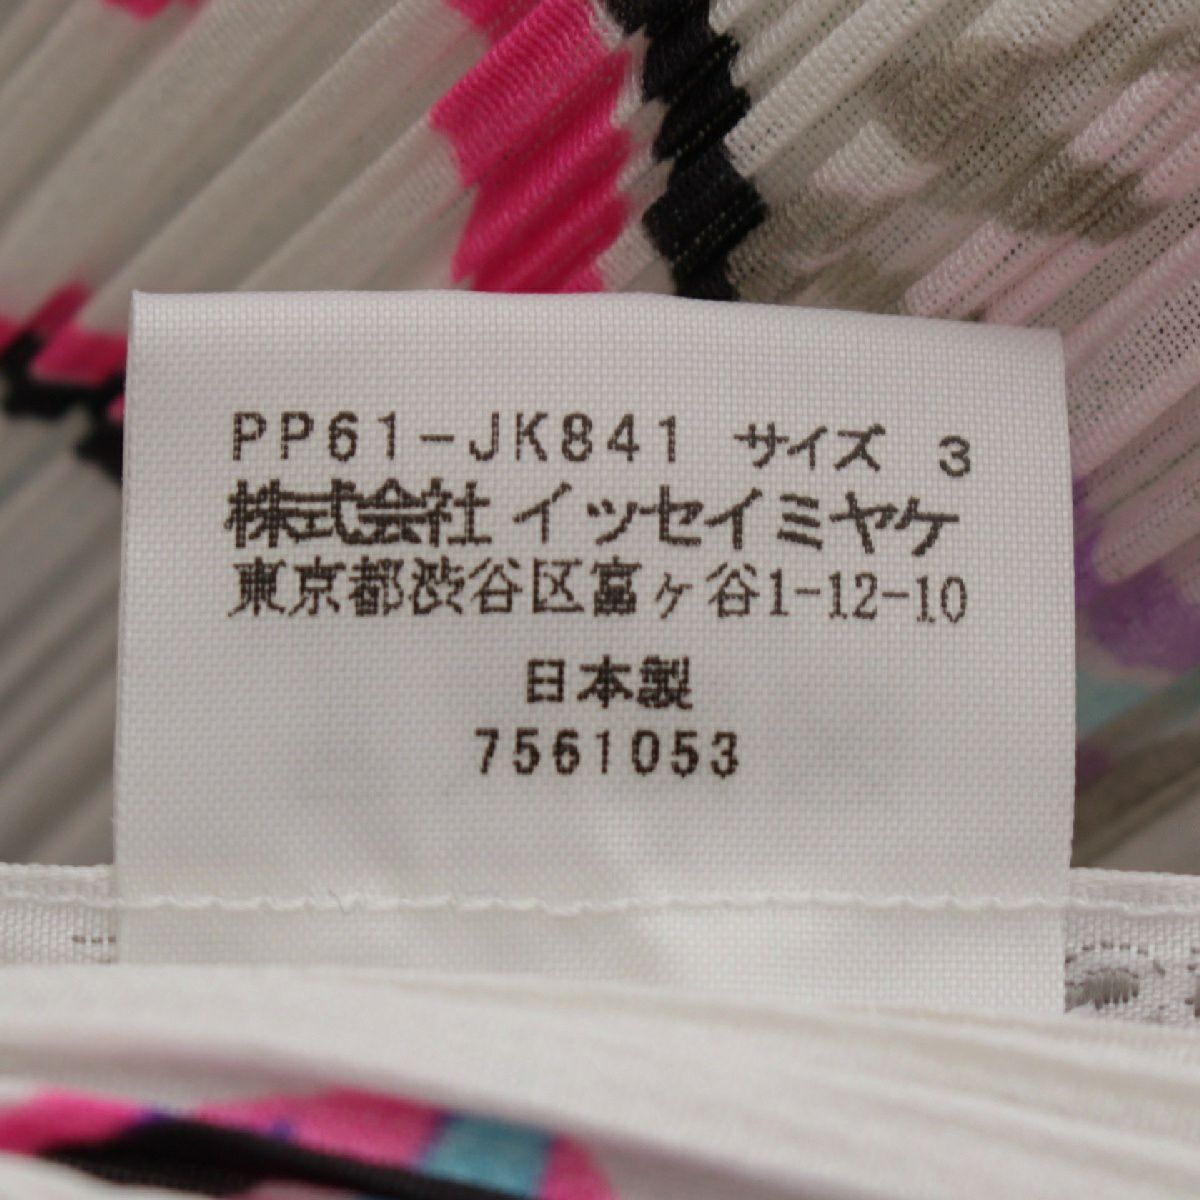 PP61-JK841 サイズ 3
株式会社 イッセイミヤケ
東京都渋谷区富ヶ谷1-12-10
日本製
7561053